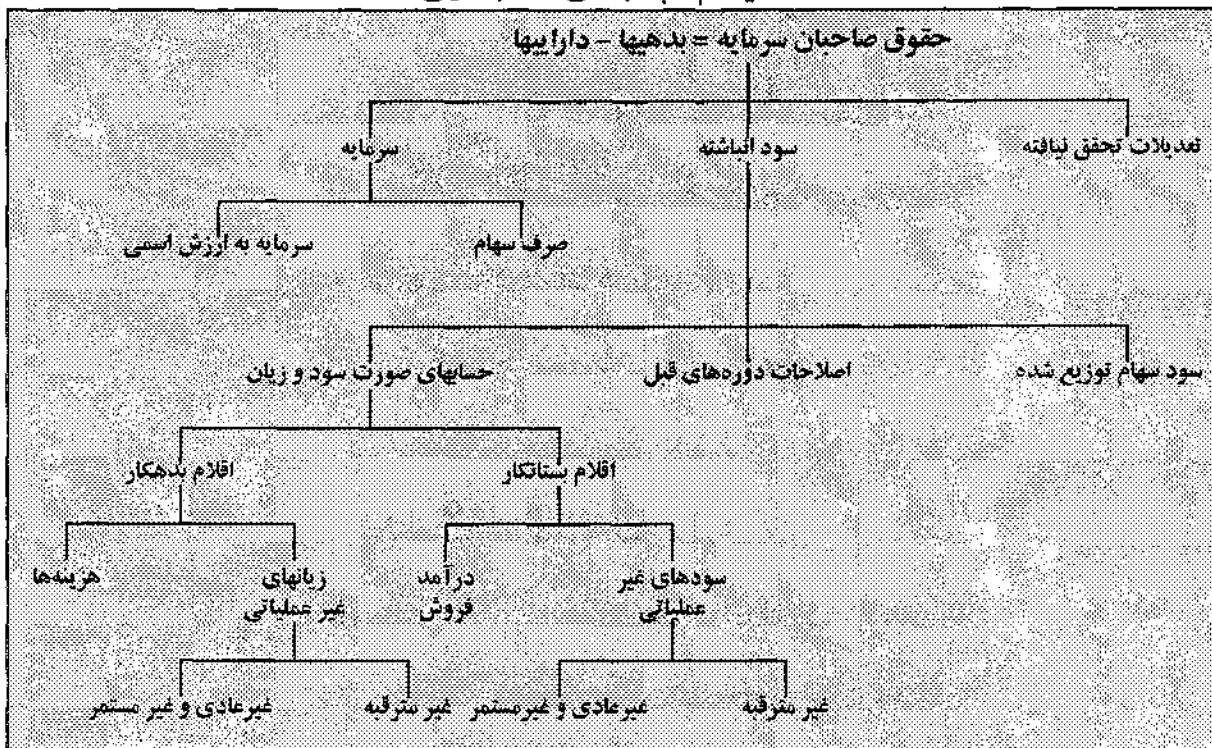 حقوق صاحبان سرمایه = بدهیها – داراییها
تعدیلات تحقق نیافته
سود انباشته
سرمایه
صرف سهام
سرمایه به ارزش اسمی
سود سهام توزیع شده
اصلاحات دوره‌های قبل
حسابهای صورت سود و زیان
اقلام بستانکار
اقلام بدهکار
سودهای غیر
عملیاتی
درآمد
فروش
زیانهای
غیر عملیاتی
هزینه‌ها
غیر مترقبه
غیرعادی و غیرمستمر
غیر مترقبه
غیرعادی و غیر مستمر